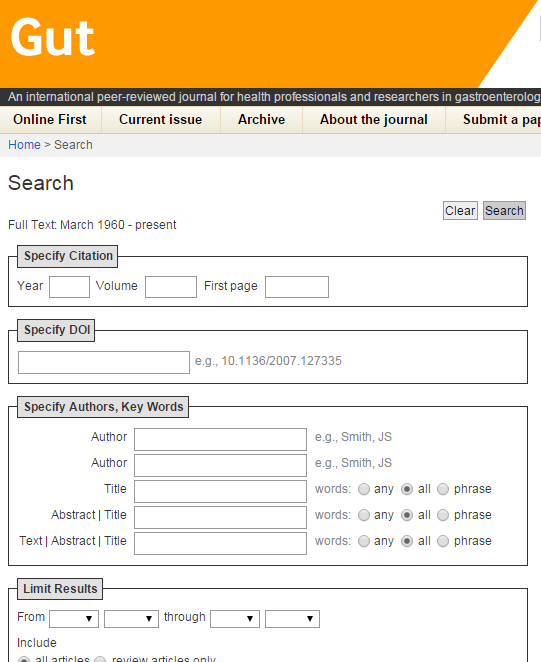 Gut
An international peer-reviewed journal for health professionals and researchers in gastroenterolog
Online First Current issue Archive About the journal Submit a pap
Home > Search
Search
Clear Search
Full Text: March 1960 - present
Specify Citation
Year Volume First page
Specify DOI
e.g., 10.1136/2007.127335
Specify Authors, Key Words
Author e.g., Smith, JS
Author e.g., Smith, JS
Title words: any all phrase
Abstract | Title words: any all phrase
Text | Abstract | Title words: any all phrase
Limit Results
From through
Include
all articles review articles only